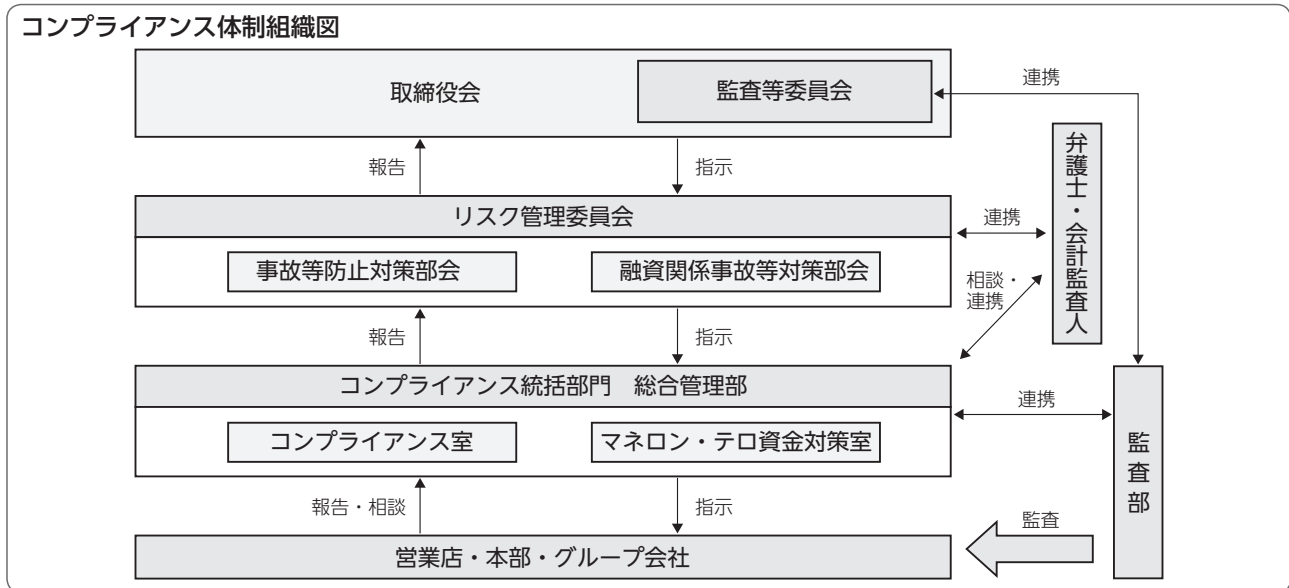 コンプライアンス体制組織図
取締役会
監査等委員会
連携
報告
指示
弁護士・会計監査人
リスク管理委員会
連携
事故等防止対策部会
融資関係事故等対策部会
相談・
連携
報告
指示
コンプライアンス統括部門　総合管理部
連携
コンプライアンス室
マネロン・テロ資金対策室
監査部
報告・相談
指示
監査
営業店・本部・グループ会社